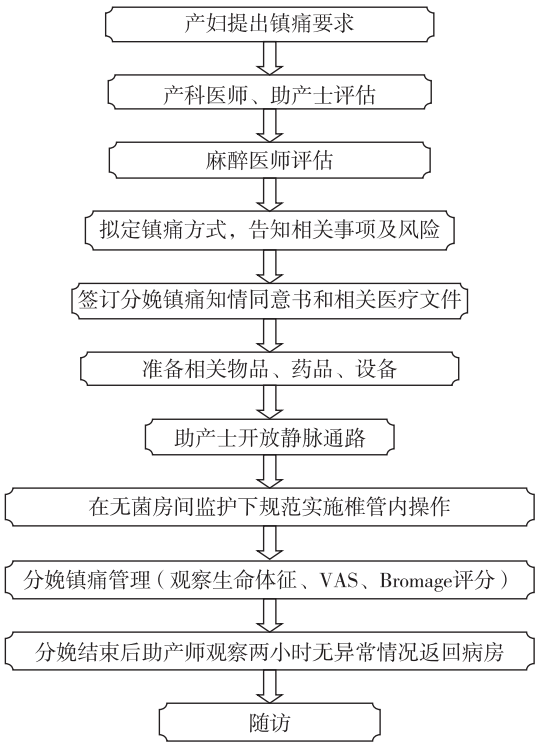 产妇提出镇痛要求
产科医师、助产士评估
麻醉医师评估
拟定镇痛方式，告知相关事项及风险
签订分娩镇痛知情同意书和相关医疗文件
准备相关物品、药品、设备
助产士开放静脉通路
在无菌房间监护下规范实施椎管内操作
分娩镇痛管理（观察生命体征、VAS、Bromage评分）
分娩结束后助产师观察两小时无异常情况返回病房
随访